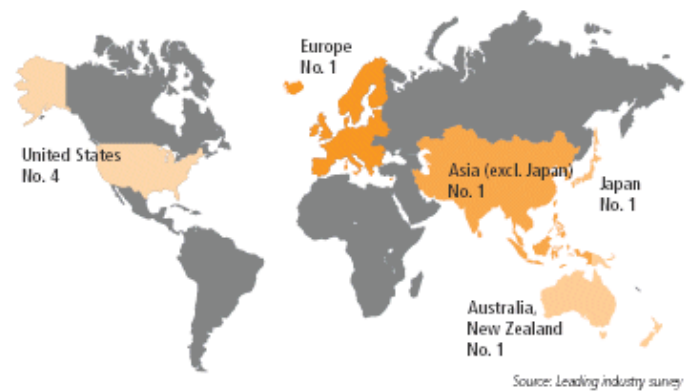 Europe
No. 1
United States
No. 4
Asia (excl. Japan)
No. 1
Japan
No. 1
Australia,
New Zealand
No. 1
Source: Leading industry survey